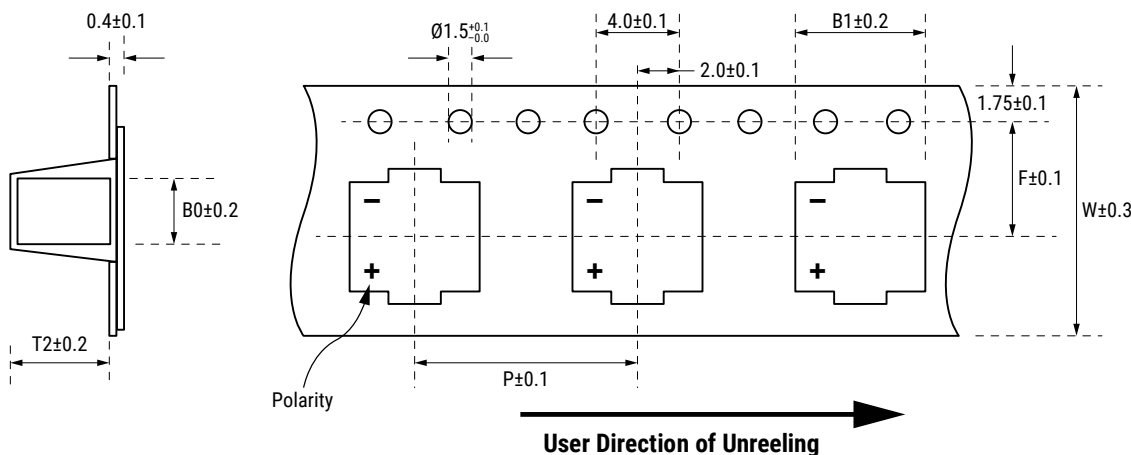 0.4±0.1
Ø1.5+0.1 -0.0
4.0±0.1
B1±0.2
2.0±0.1
1.75±0.1
B0±0.2
F±0.1
W±0.3
−
−
−
+
+
+
T2±0.2
P±0.1
Polarity
User Direction of Unreeling